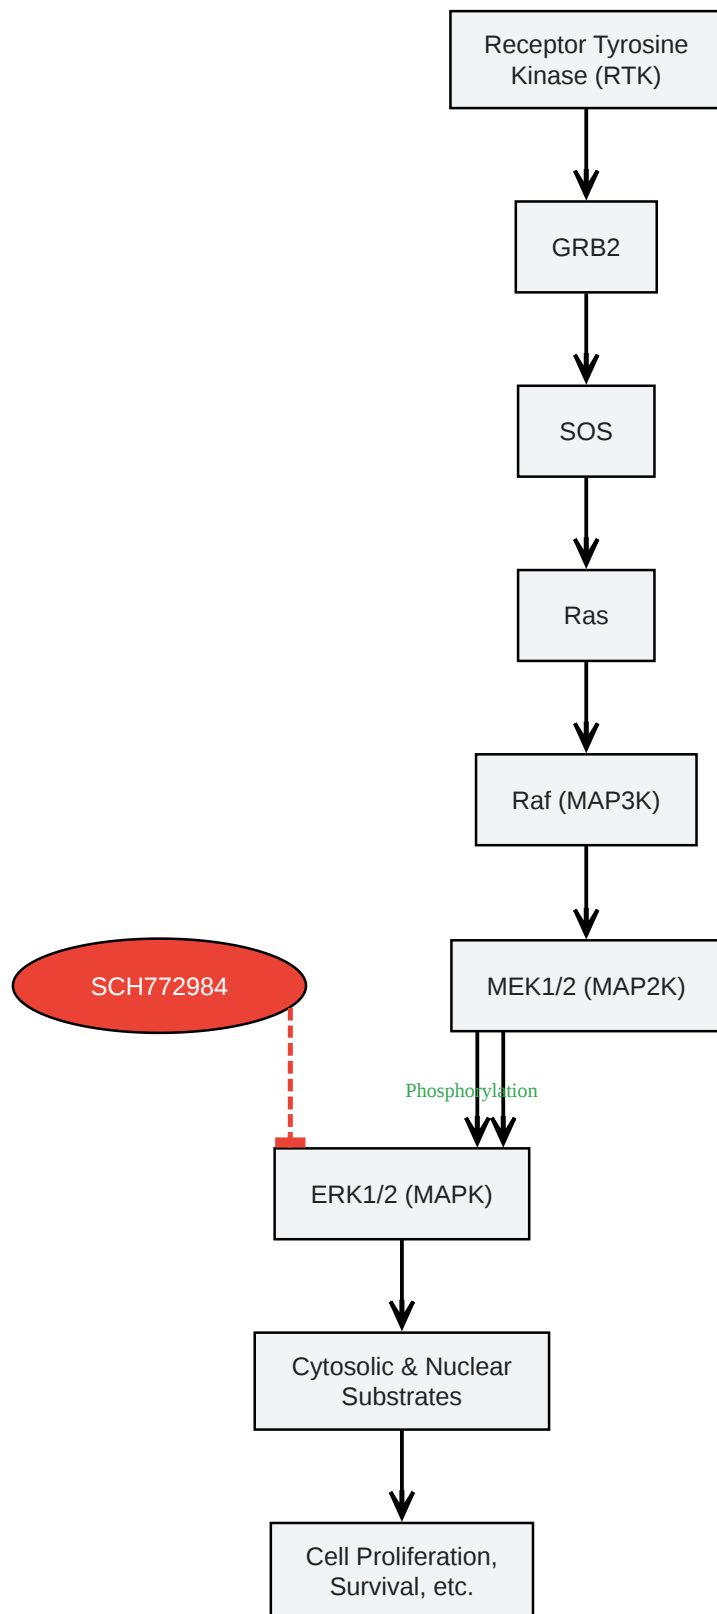 Receptor Tyrosine
Kinase (RTK)
GRB2
SOS
Ras
Raf (MAP3K)
SCH772984
MEK1/2 (MAP2K)
Phosphorylation
ERK1/2 (MAPK)
Cytosolic & Nuclear
Substrates
Cell Proliferation,
Survival, etc.